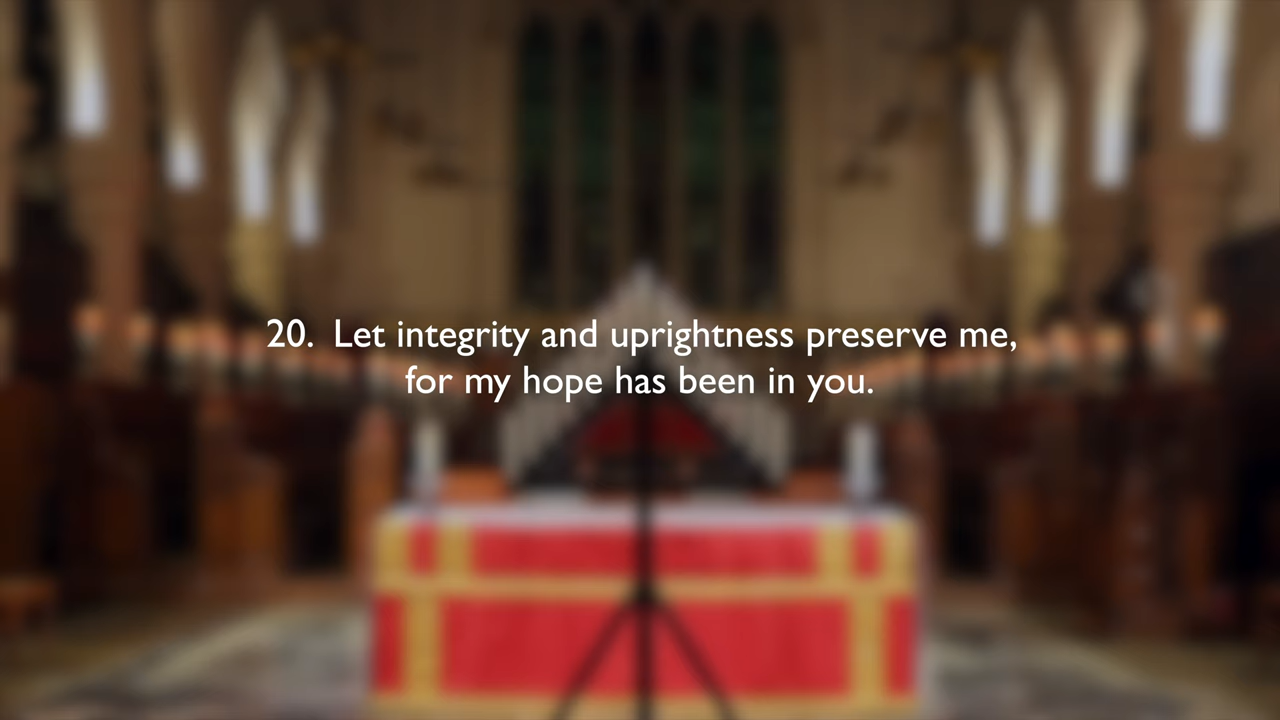 20. Let integrity and uprightness preserve me,
for my hope has been in you.